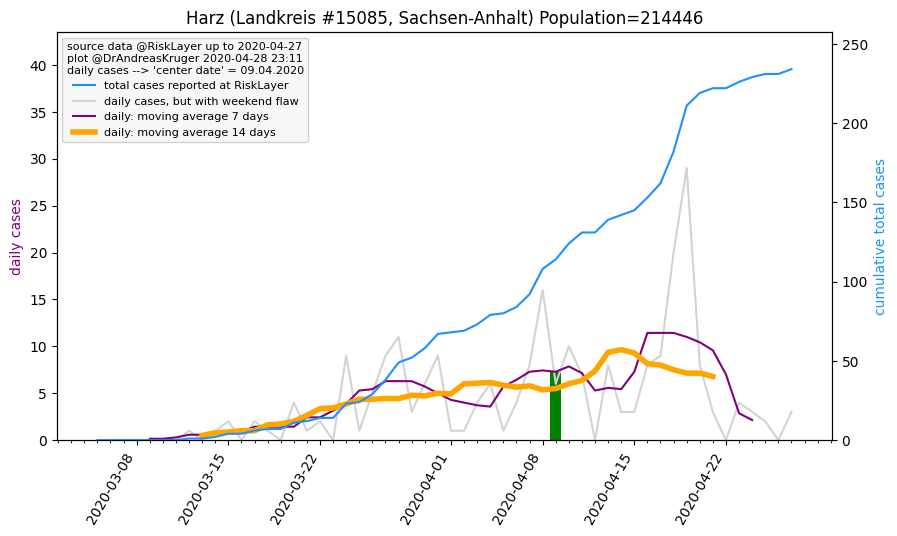 Harz (Landkreis #15085, Sachsen-Anhalt) Population=214446
source data @RiskLayer up to 2020-04-27
plot @DrAndreasKruger 2020-04-28 23:11
daily cases --> 'center date' = 09.04.2020
total cases reported at RiskLayer
daily cases, but with weekend flaw
daily: moving average 7 days
daily: moving average 14 days
daily cases
40
35
30
25
20
15
10
5
0
250
200
150
100
50
0
cumulative total cases
2020-03-08
2020-03-15
2020-03-22
2020-04-01
2020-04-08
2020-04-15
2020-04-22